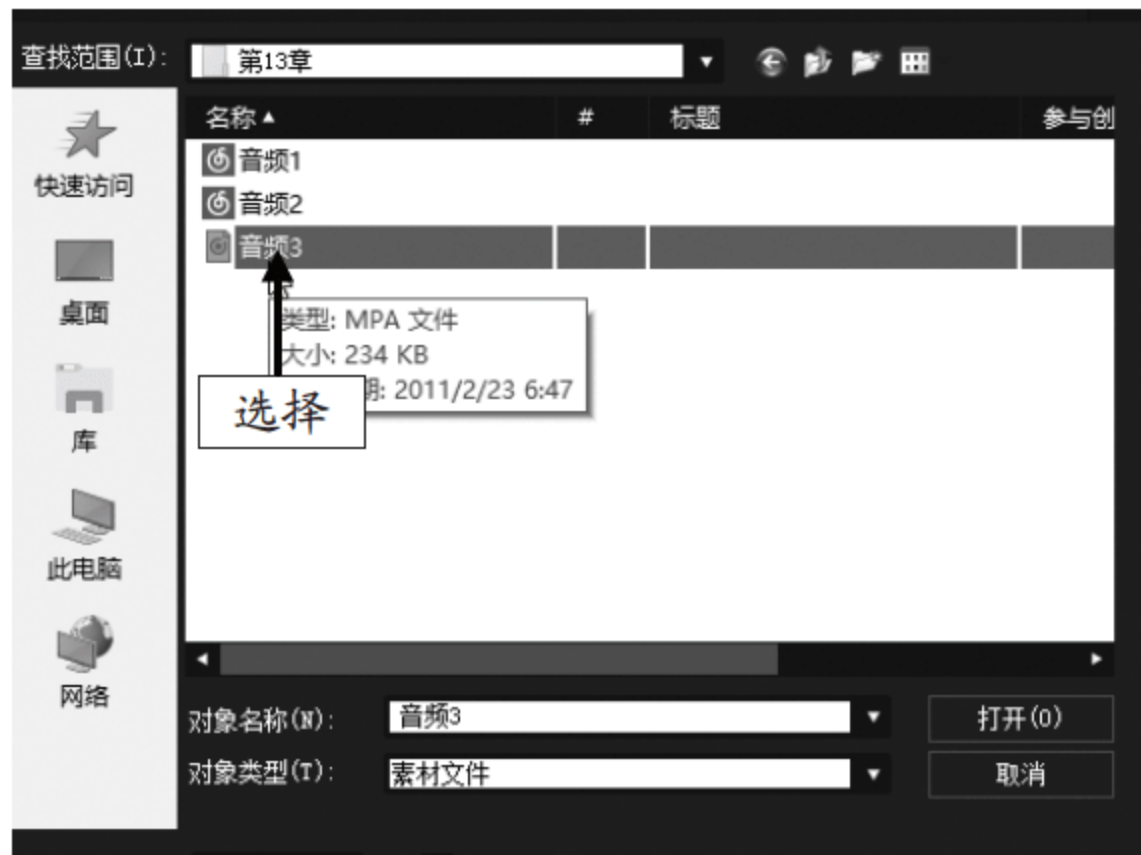 查找范围(I):
第13章
名称 # 标题 参与创
快速访问
音频1
音频2
音频3
桌面
类型: MPA 文件
大小: 234 KB
期: 2011/2/23 6:47
选择
库
此电脑
网络
对象名称(N): 音频3 打开(O)
对象类型(T): 素材文件 取消